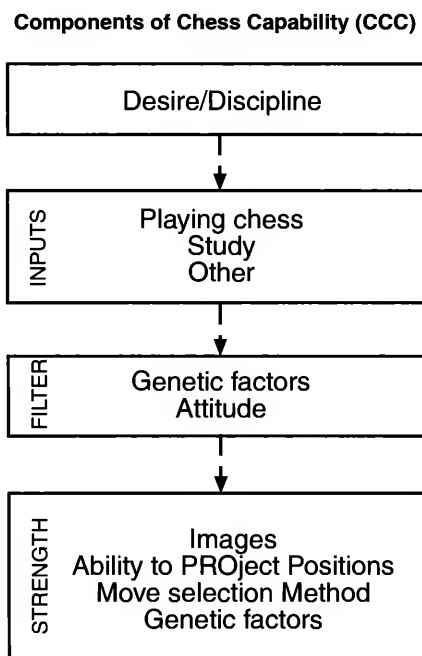 Components of Chess Capability (CCC)
Desire/Discipline
INPUTS
Playing chess
Study
Other
FILTER
Genetic factors
Attitude
STRENGTH
Images
Ability to PROject Positions
Move selection Method
Genetic factors